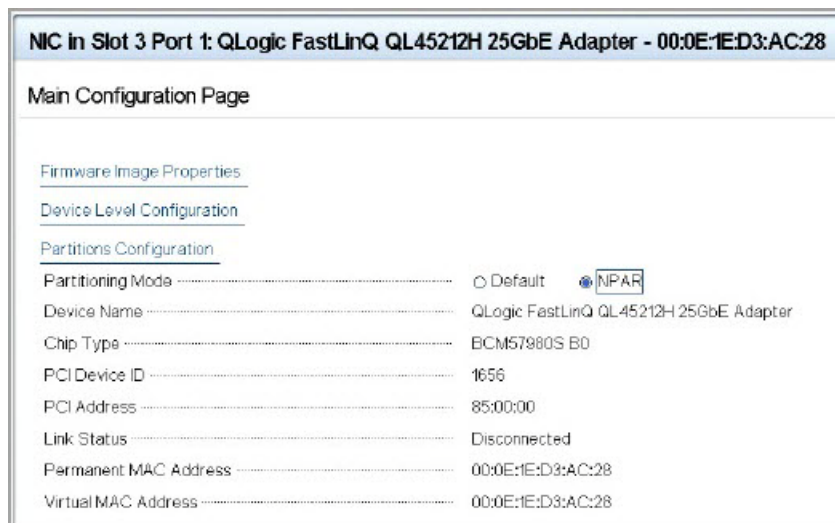 NIC in Slot 3 Port 1: QLogic FastLinQ QL45212H 25GbE Adapter - 00:0E:1E:D3:AC:28
Main Configuration Page
Firmware Image Properties
Device Level Configuration
Partitions Configuration
Partitioning Mode Default NPAR
Device Name QLogic FastLinQ QL45212H 25GbE Adapter
Chip Type BCM57980S B0
PCI Device ID 1656
PCI Address 85:00:00
Link Status Disconnected
Permanent MAC Address 00:0E:1E:D3:AC:28
Virtual MAC Address 00:0E:1E:D3:AC:28